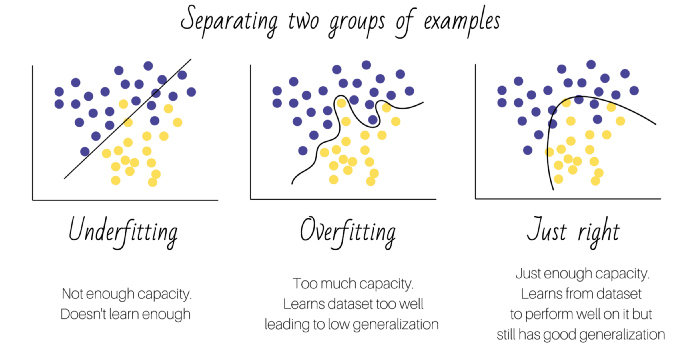 Separating two groups of examples
Underfitting
Overfitting
Just right
Not enough capacity.
Doesn't learn enough
Too much capacity.
Learns dataset too well
leading to low generalization
Just enough capacity.
Learns from dataset
to perform well on it but
still has good generalization